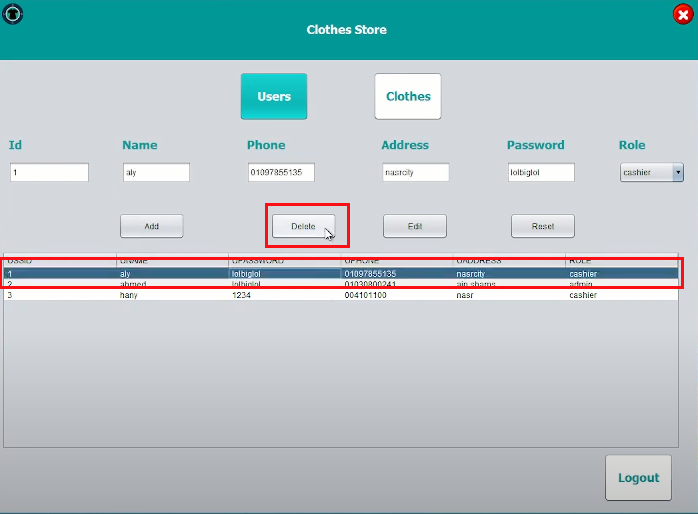 Clothes Store
Users Clothes
Id Name Phone Address Password Role
1 aly 01097855135 nasrcity lolbiglol cashier
Add Delete Edit Reset
USSID UNAME UPASSWORD UPHONE UADDRESS ROLE
1 aly lolbiglol 01097855135 nasrcity cashier
2 ahmed lolbiglol 01030800241 ain shams admin
3 hany 1234 004101100 nasr cashier
Logout